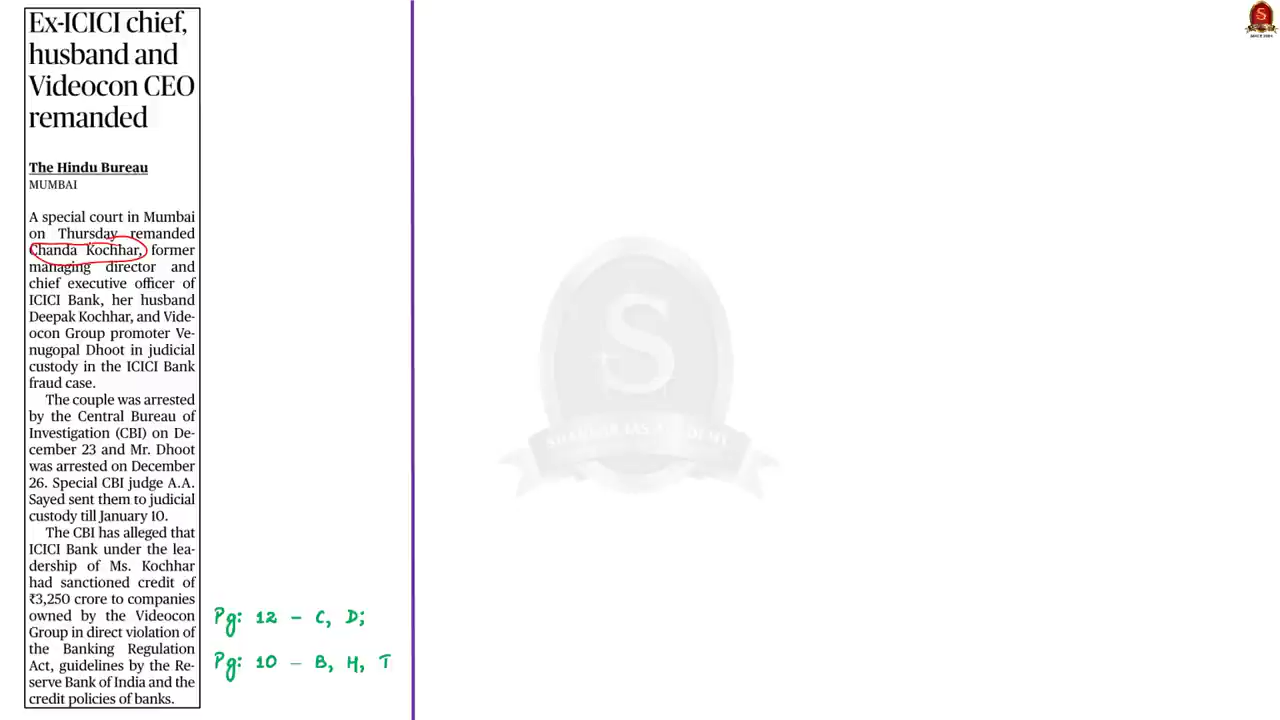 Ex-ICICI chief,
husband and
Videocon CEO
remanded
The Hindu Bureau
MUMBAI
A special court in Mumbai
on Thursday remanded
Chanda Kochhar, former
managing director and
chief executive officer of
ICICI Bank, her husband
Deepak Kochhar, and Vide-
ocon Group promoter Ve-
nugopal Dhoot in judicial
custody in the ICICI Bank
fraud case.
The couple was arrested
by the Central Bureau of
Investigation (CBI) on De-
cember 23 and Mr. Dhoot
was arrested on December
26. Special CBI judge A.A.
Sayed sent them to judicial
custody till January 10.
The CBI has alleged that
ICICI Bank under the lea-
dership of Ms. Kochhar
had sanctioned credit of
₹3,250 crore to companies
owned by the Videocon
Group in direct violation of
the Banking Regulation
Act, guidelines by the Re-
serve Bank of India and the
credit policies of banks.
Pg: 12 - C, D;
Pg: 10 - B, H, T
S
SHANKAR IAS ACADEMY
S
SINCE 2004